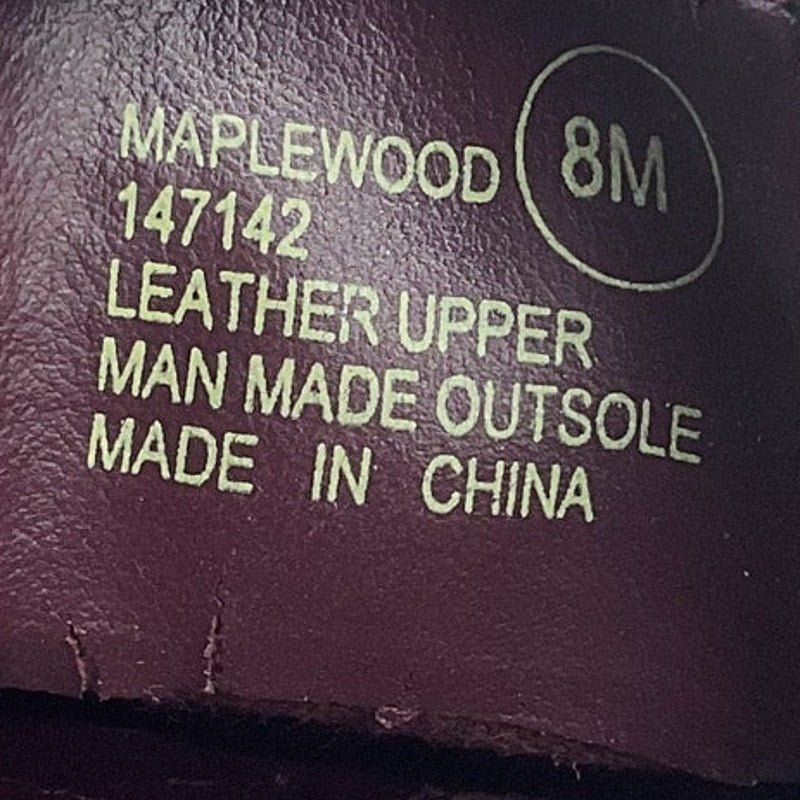 MAPLEWOOD
8M
147142
LEATHER UPPER
MAN MADE OUTSOLE
MADE IN CHINA